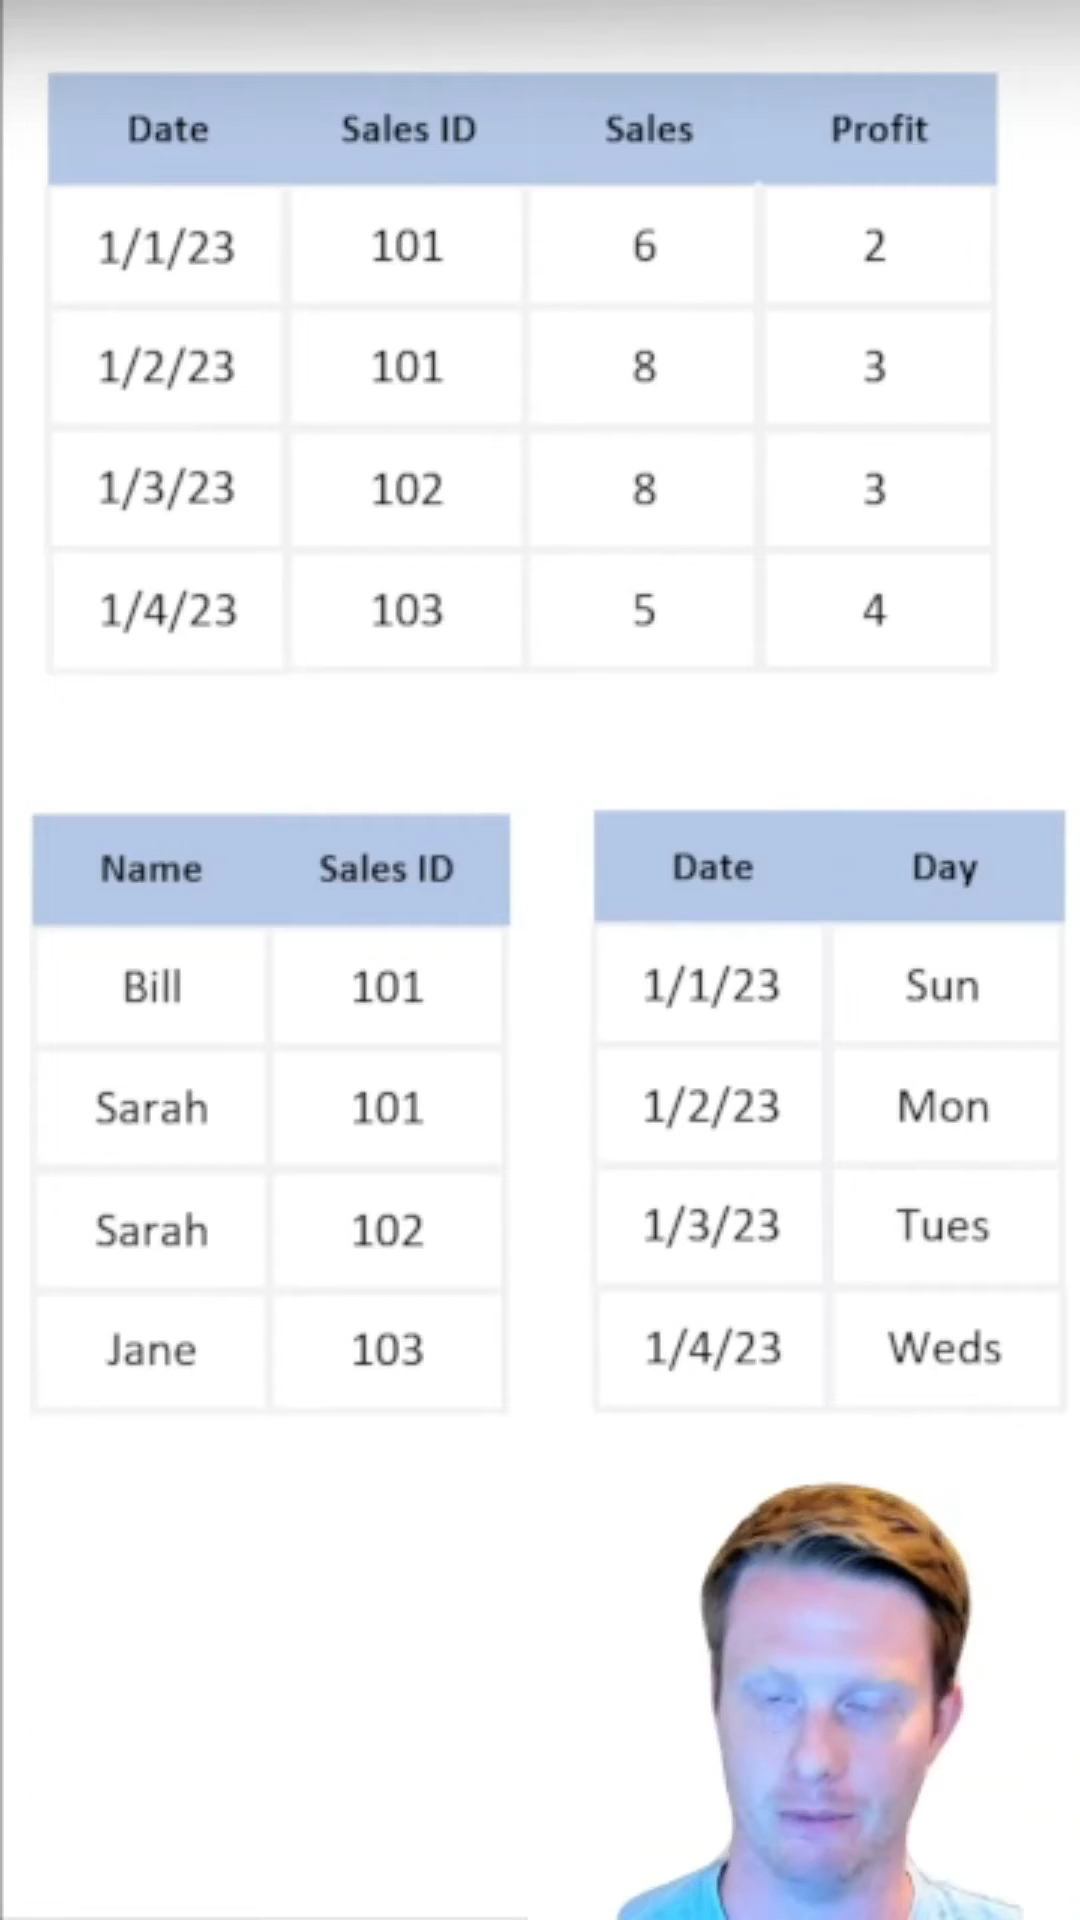 Date Sales ID Sales Profit
1/1/23 101 6 2
1/2/23 101 8 3
1/3/23 102 8 3
1/4/23 103 5 4
Name Sales ID
Bill 101
Sarah 101
Sarah 102
Jane 103
Date Day
1/1/23 Sun
1/2/23 Mon
1/3/23 Tues
1/4/23 Weds